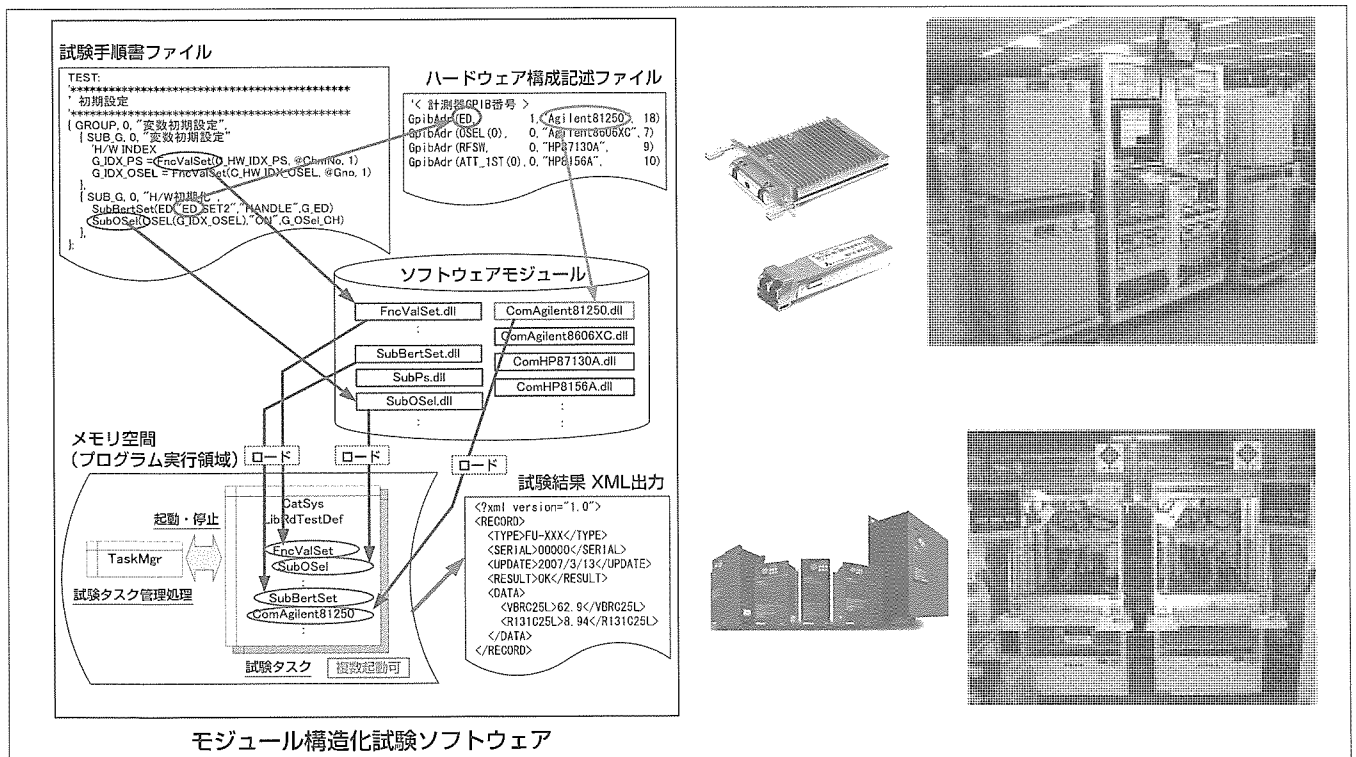 試験手順書ファイル
TEST:
'*******************************************
' 初期設定
'*******************************************
{ GROUP, 0, "変数初期設定",
{ SUB_G, 0, "変数初期設定"
'H/W INDEX
G_IDX_PS = FncValSet(C_HW_IDX_PS, @ChnlNo, 1)
G_IDX_OSEL = FncValSet(C_HW_IDX_OSEL, @Gno, 1)
},
{ SUB_G, 0, "H/W初期化",
SubBertSet(ED,"ED_SET2","HANDLE",G_ED)
SubOSel(OSEL(G_IDX_OSEL),"ON",G_OSel_CH)
},
};
ハードウェア構成記述ファイル
'< 計測器GPIB番号 >
GpibAdr(ED, 1, "Agilent81250", 18)
GpibAdr(OSEL(0), 0,"Agilent8606XC", 7)
GpibAdr(RFSW, 0,"HP87130A", 9)
GpibAdr(ATT_1ST(0), 0,"HP8156A", 10)
ソフトウェアモジュール
FncValSet.dll
:
SubBertSet.dll
SubPs.dll
SubOSel.dll
:
ComAgilent81250.dll
ComAgilent8606XC.dll
ComHP87130A.dll
ComHP8156A.dll
:
メモリ空間
(プログラム実行領域)
ロード
ロード
ロード
起動・停止
TaskMgr
試験タスク管理処理
CatSys
LibRdTestDef
FncValSet
SubOSel
:
SubBertSet
ComAgilent81250
:
試験タスク
複数起動可
試験結果 XML出力
<?xml version="1.0">
<RECORD>
<TYPE>FU-XXX</TYPE>
<SERIAL>00000</SERIAL>
<UPDATE>2007/3/13</UPDATE>
<RESULT>OK</RESULT>
<DATA>
<VBRC25L>62.9</VBRC25L>
<R131C25L>8.94</R131C25L>
</DATA>
</RECORD>
モジュール構造化試験ソフトウェア